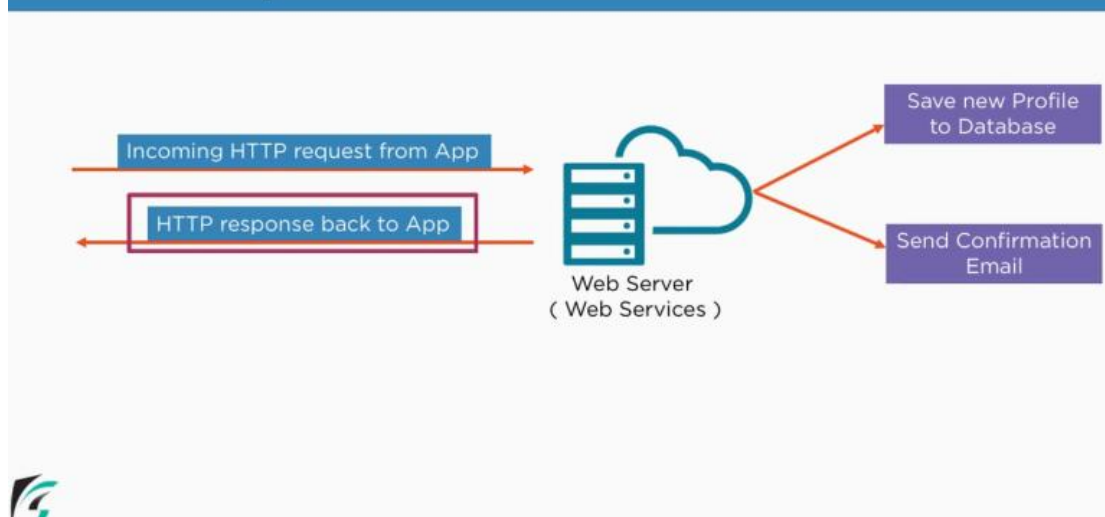 Incoming HTTP request from App
HTTP response back to App
Web Server
( Web Services )
Save new Profile
to Database
Send Confirmation
Email